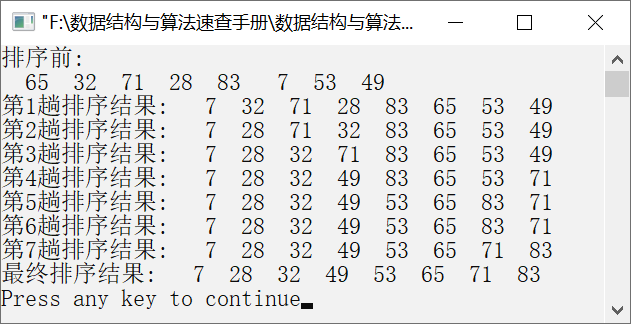 "F:\数据结构与算法速查手册\数据结构与算法...
排序前:
65 32 71 28 83 7 53 49
第1趟排序结果: 7 32 71 28 83 65 53 49
第2趟排序结果: 7 28 71 32 83 65 53 49
第3趟排序结果: 7 28 32 71 83 65 53 49
第4趟排序结果: 7 28 32 49 83 65 53 71
第5趟排序结果: 7 28 32 49 53 65 83 71
第6趟排序结果: 7 28 32 49 53 65 83 71
第7趟排序结果: 7 28 32 49 53 65 71 83
最终排序结果: 7 28 32 49 53 65 71 83
Press any key to continue